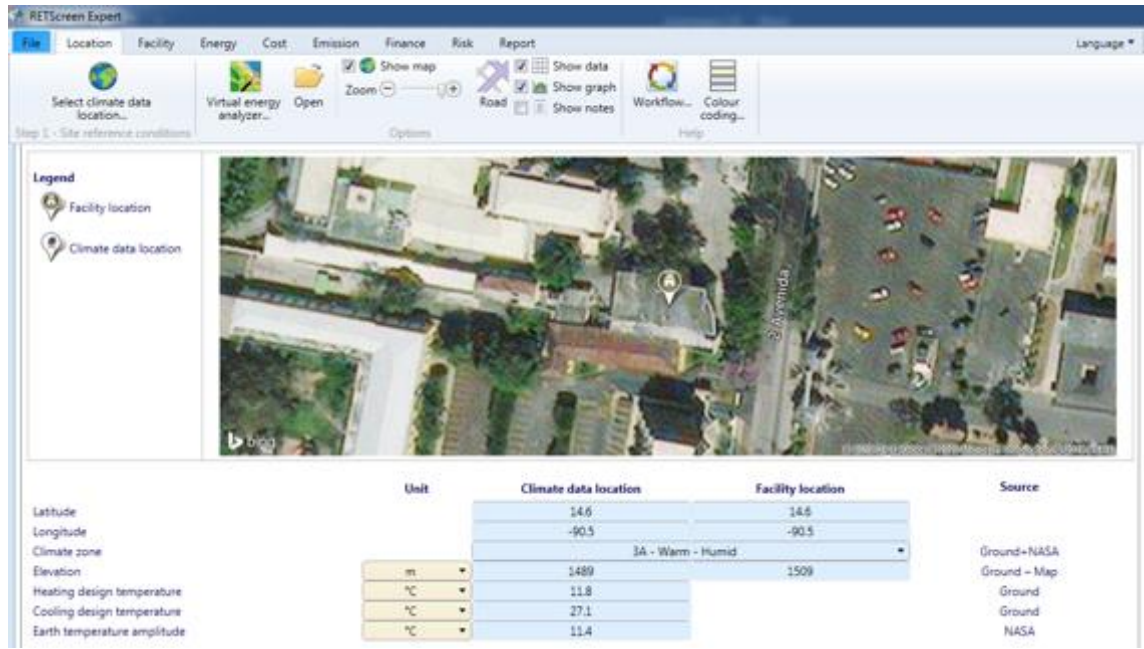 RETScreen Expert
File Location Facility Energy Cost Emission Finance Risk Report Language
Select climate data location...
Virtual energy analyzer...
Open
Show map
Zoom
Road
Show data
Show graph
Show notes
Workflow...
Colour coding...
Step 1 - Site reference conditions Options Help
Legend
Facility location
Climate data location
2 Avenida
bing
Unit Climate data location Facility location Source
Latitude 14.6 14.6
Longitude -90.5 -90.5
Climate zone 3A - Warm - Humid Ground+NASA
Elevation m 1489 1509 Ground - Map
Heating design temperature °C 11.8 Ground
Cooling design temperature °C 27.1 Ground
Earth temperature amplitude °C 11.4 NASA